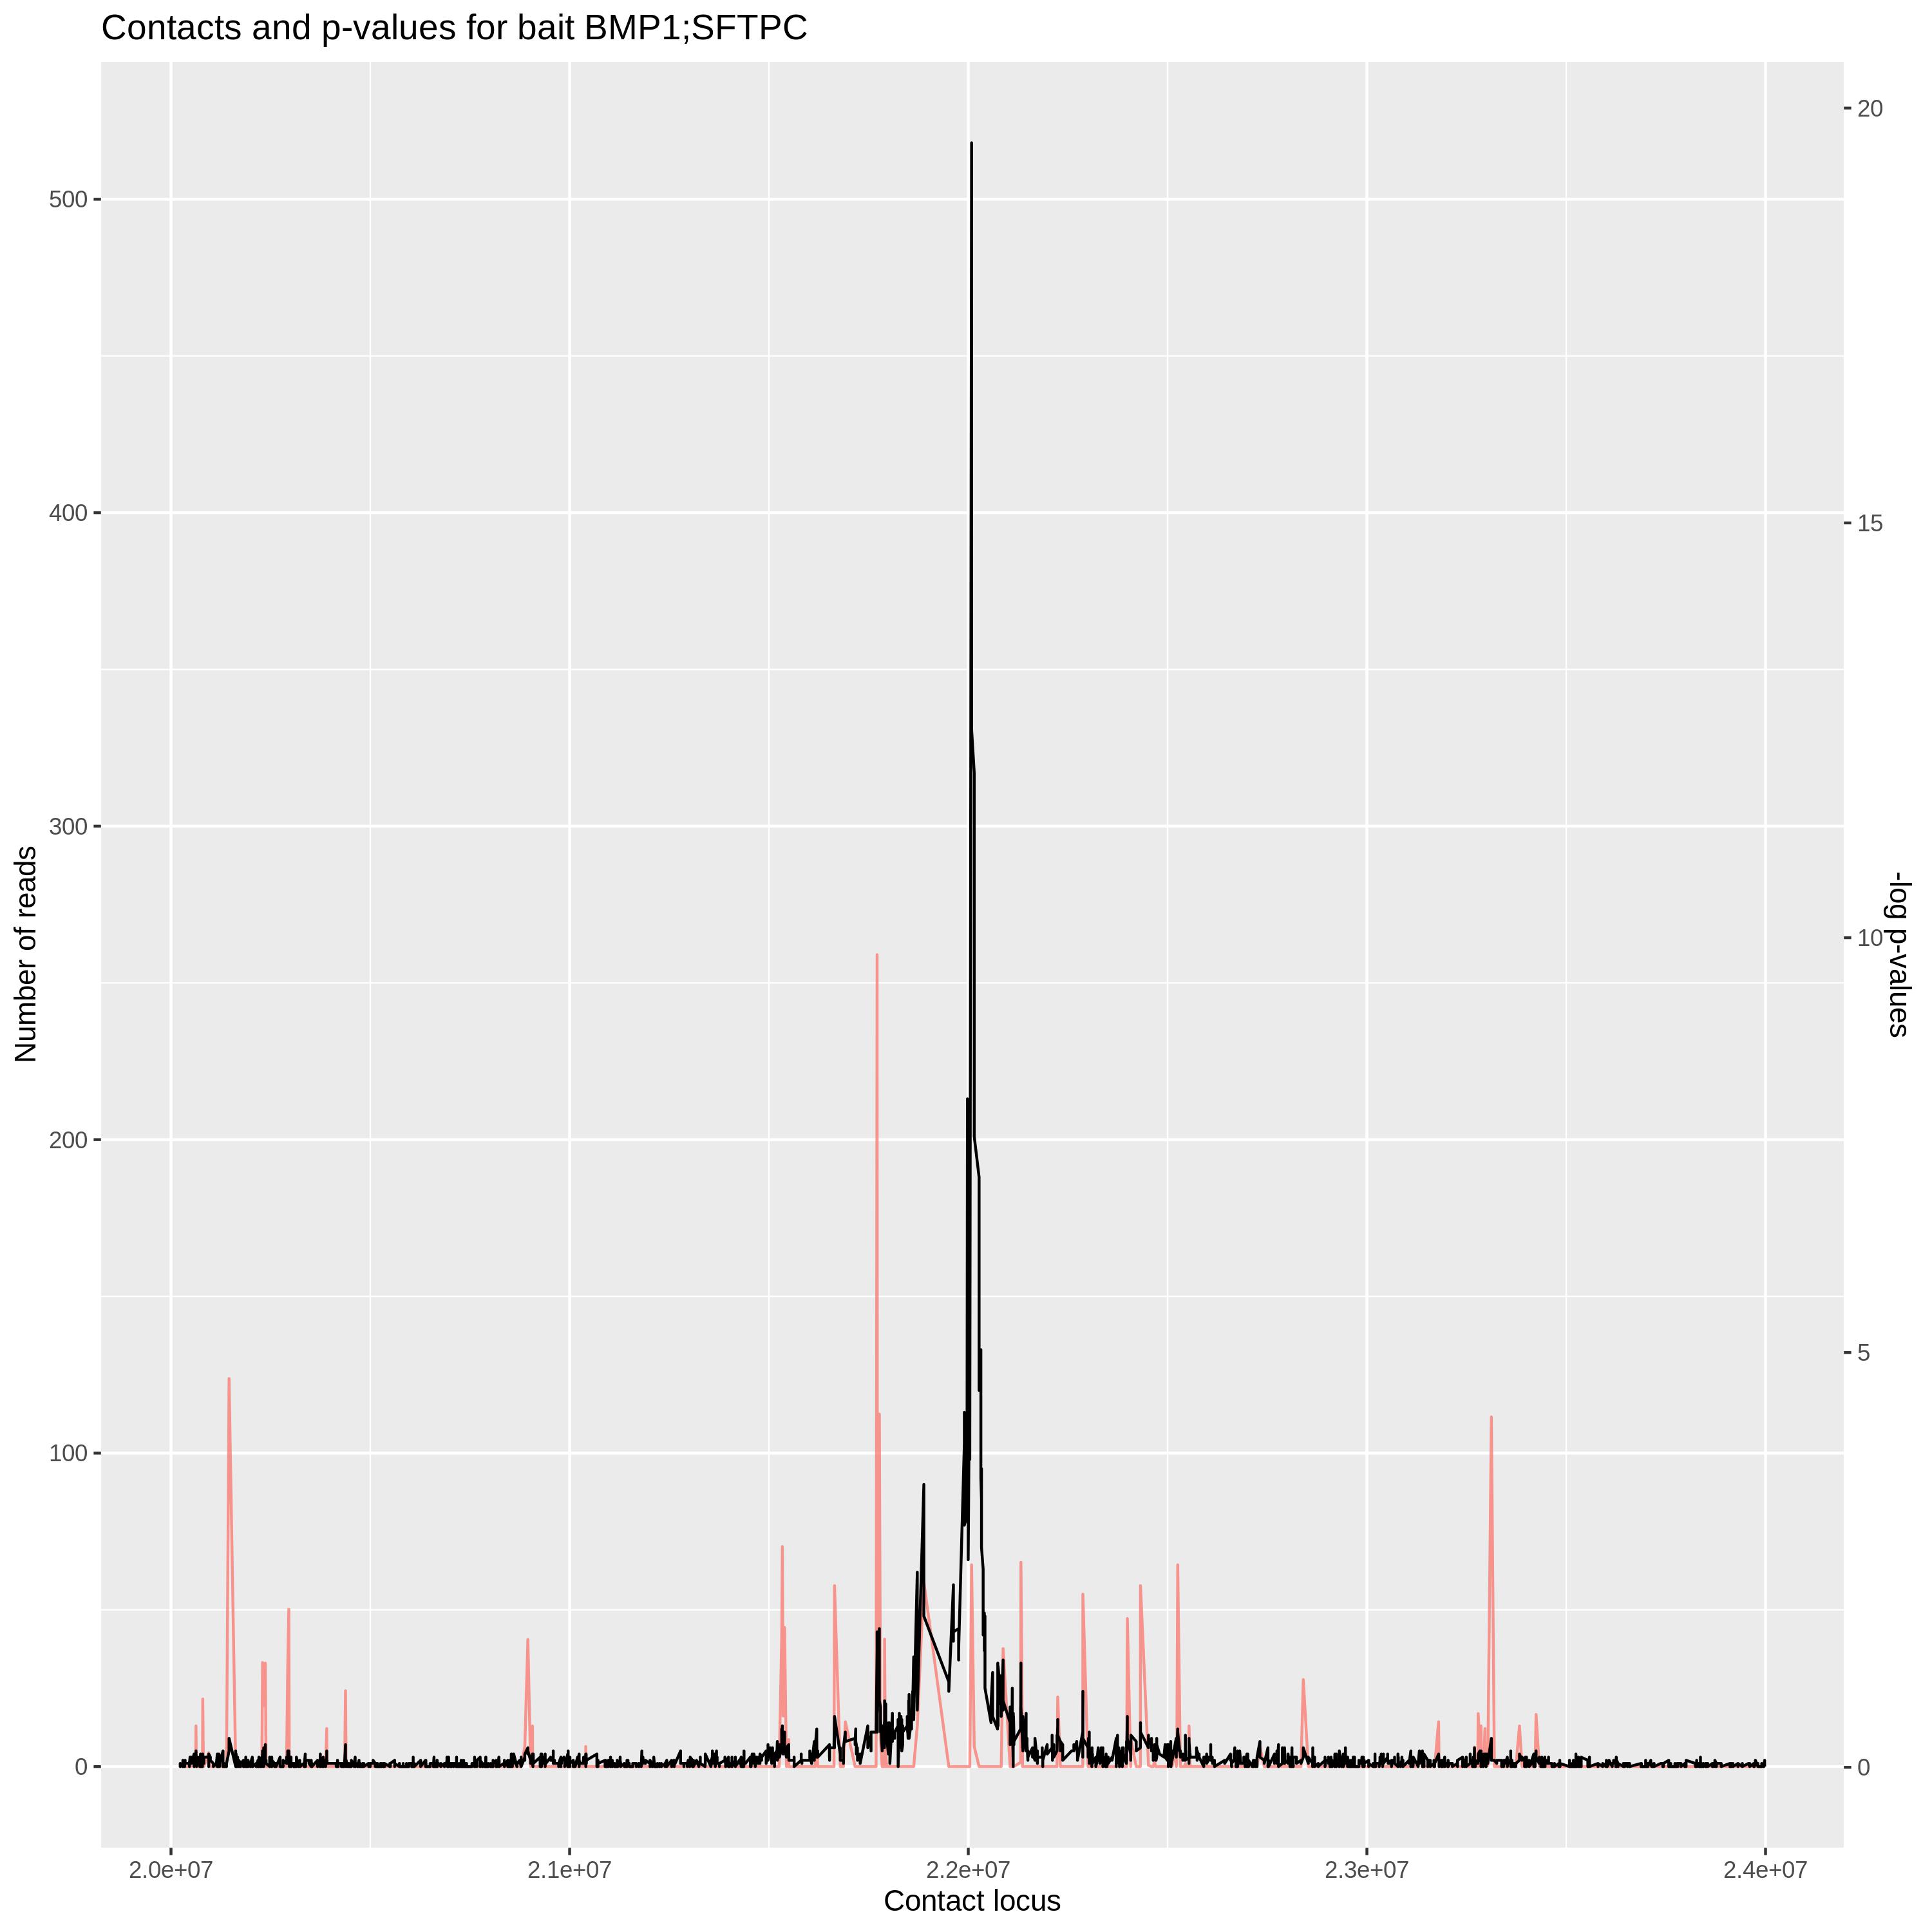 Contacts and p-values for bait BMP1;SFTPC
Number of reads
500
400
300
200
100
0
20
15
10
5
0
-log p-values
2.0e+07
2.1e+07
2.2e+07
2.3e+07
2.4e+07
Contact locus